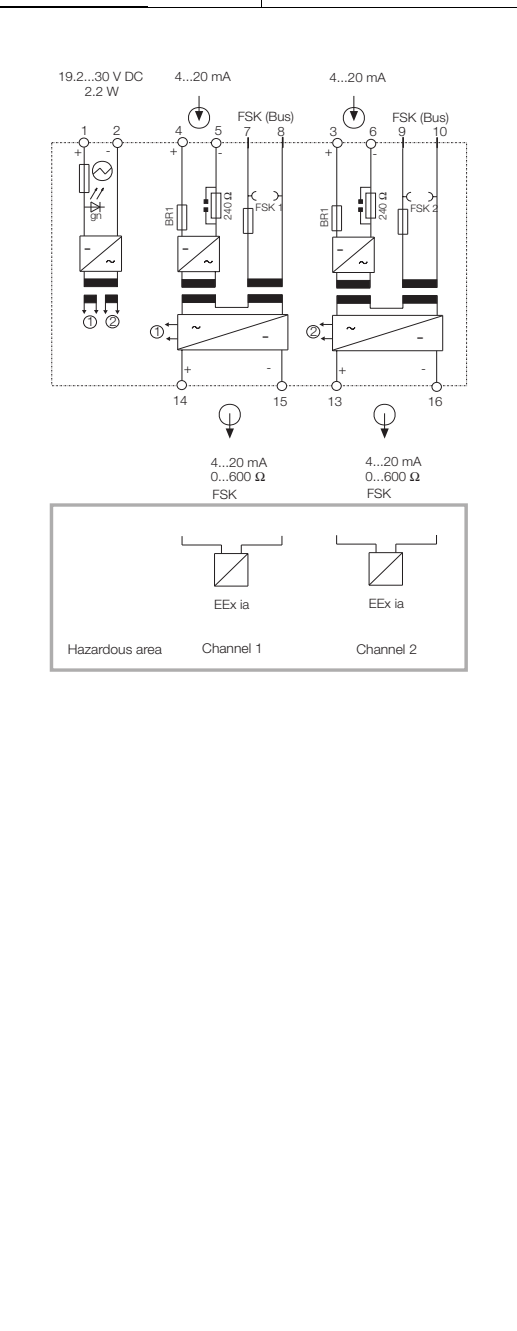 19.2...30 V DC
2.2 W
4...20 mA
4...20 mA
FSK (Bus)
FSK (Bus)
1
2
4
5
7
8
3
6
9
10
+
-
+
-
+
-
gn
BR1
240 Ω
FSK 1
BR1
240 Ω
FSK 2
–
~
–
~
–
~
1
2
1
~
–
2
~
–
+
-
+
-
14
15
13
16
4...20 mA
0...600 Ω
FSK
4...20 mA
0...600 Ω
FSK
EEx ia
EEx ia
Hazardous area
Channel 1
Channel 2